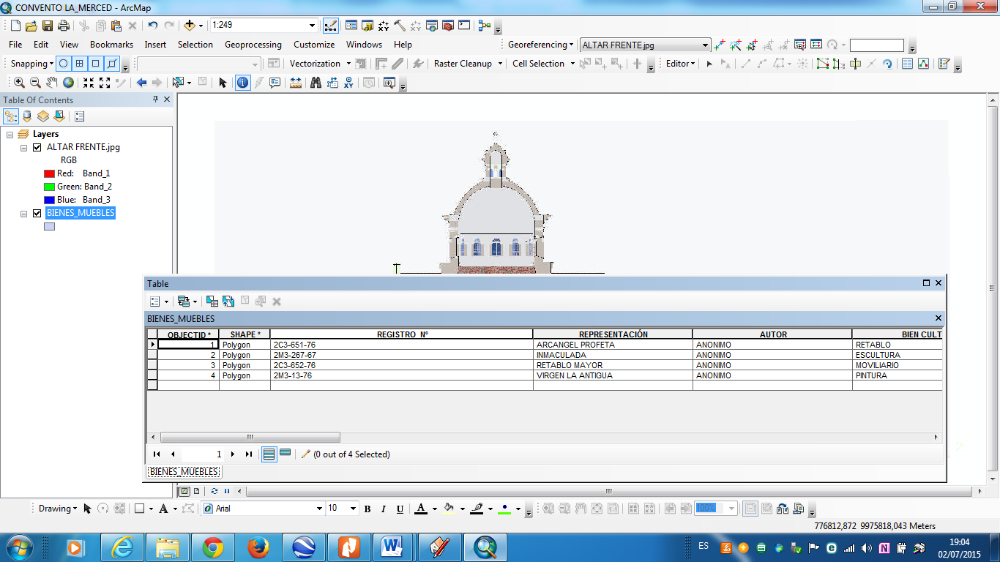 CONVENTO LA_MERCED - ArcMap
1:249
File Edit View Bookmarks Insert Selection Geoprocessing Customize Windows Help Georeferencing ALTAR FRENTE.jpg
Snapping Vectorization Raster Cleanup Cell Selection Editor
Table Of Contents
Layers
ALTAR FRENTE.jpg
RGB
Red: Band_1
Green: Band_2
Blue: Band_3
BIENES_MUEBLES
Table
BIENES_MUEBLES
OBJECTID * SHAPE * REGISTRO Nº REPRESENTACIÓN AUTOR BIEN CULT
1 Polygon 2C3-651-76 ARCANGEL PROFETA ANONIMO RETABLO
2 Polygon 2M3-267-67 INMACULADA ANONIMO ESCULTURA
3 Polygon 2C3-652-76 RETABLO MAYOR ANONIMO MOVILIARIO
4 Polygon 2M3-13-76 VIRGEN LA ANTIGUA ANONIMO PINTURA
1 (0 out of 4 Selected)
BIENES_MUEBLES
Drawing A Arial 10 B I U A 100%
776812,872 9975818,043 Meters
ES 19:04
02/07/2015